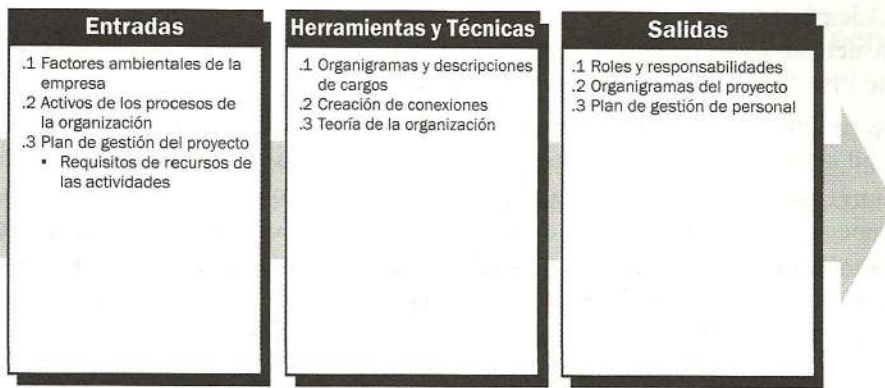 Entradas
.1 Factores ambientales de la
empresa
.2 Activos de los procesos de
la organización
.3 Plan de gestión del proyecto
▪ Requisitos de recursos de
las actividades
Herramientas y Técnicas
.1 Organigramas y descripciones
de cargos
.2 Creación de conexiones
.3 Teoría de la organización
Salidas
.1 Roles y responsabilidades
.2 Organigramas del proyecto
.3 Plan de gestión de personal